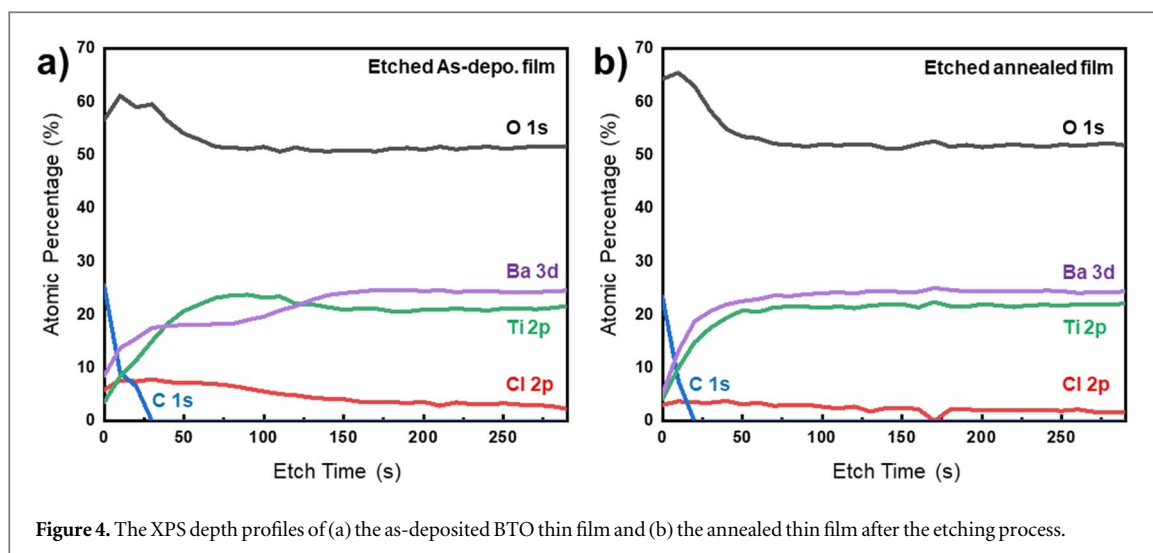 a)
Etched As-depo. film
70
60
50
40
30
20
10
0
Atomic Percentage (%)
O 1s
Ba 3d
Ti 2p
Cl 2p
C 1s
0
50
100
150
200
250
Etch Time (s)
b)
Etched annealed film
70
60
50
40
30
20
10
0
Atomic Percentage (%)
O 1s
Ba 3d
Ti 2p
Cl 2p
C 1s
0
50
100
150
200
250
Etch Time (s)
Figure 4. The XPS depth profiles of (a) the as-deposited BTO thin film and (b) the annealed thin film after the etching process.